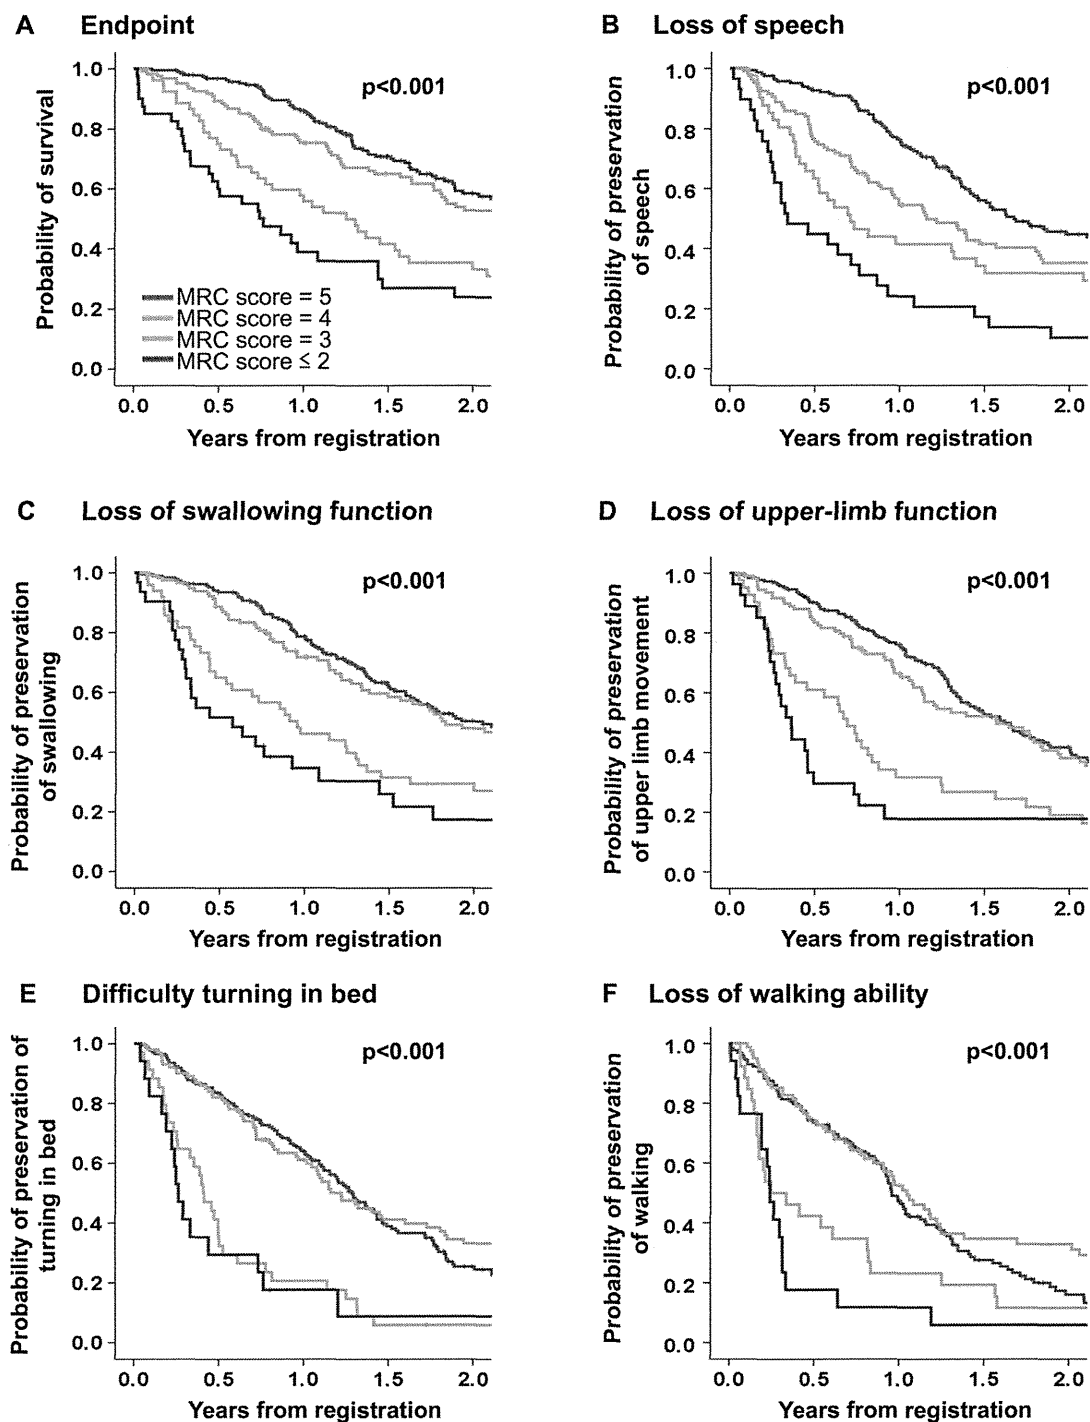 A Endpoint
Probability of survival
1.0
0.8
0.6
0.4
0.2
0.0
p<0.001
MRC score = 5
MRC score = 4
MRC score = 3
MRC score ≤ 2
0.0 0.5 1.0 1.5 2.0
Years from registration
B Loss of speech
Probability of preservation
of speech
1.0
0.8
0.6
0.4
0.2
0.0
p<0.001
0.0 0.5 1.0 1.5 2.0
Years from registration
C Loss of swallowing function
Probability of preservation
of swallowing
1.0
0.8
0.6
0.4
0.2
0.0
p<0.001
0.0 0.5 1.0 1.5 2.0
Years from registration
D Loss of upper-limb function
Probability of preservation
of upper limb movement
1.0
0.8
0.6
0.4
0.2
0.0
p<0.001
0.0 0.5 1.0 1.5 2.0
Years from registration
E Difficulty turning in bed
Probability of preservation of
turning in bed
1.0
0.8
0.6
0.4
0.2
0.0
p<0.001
0.0 0.5 1.0 1.5 2.0
Years from registration
F Loss of walking ability
Probability of preservation
of walking
1.0
0.8
0.6
0.4
0.2
0.0
p<0.001
0.0 0.5 1.0 1.5 2.0
Years from registration